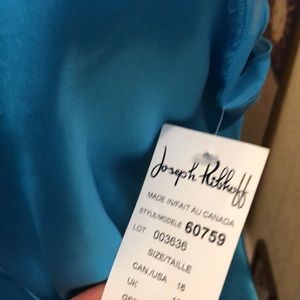 Joseph Ribkoff
MADE IN/FAIT AU CANADA
STYLE/MODELE 60759
LOT 003636
SIZE/TAILLE
CAN./USA 16
UK